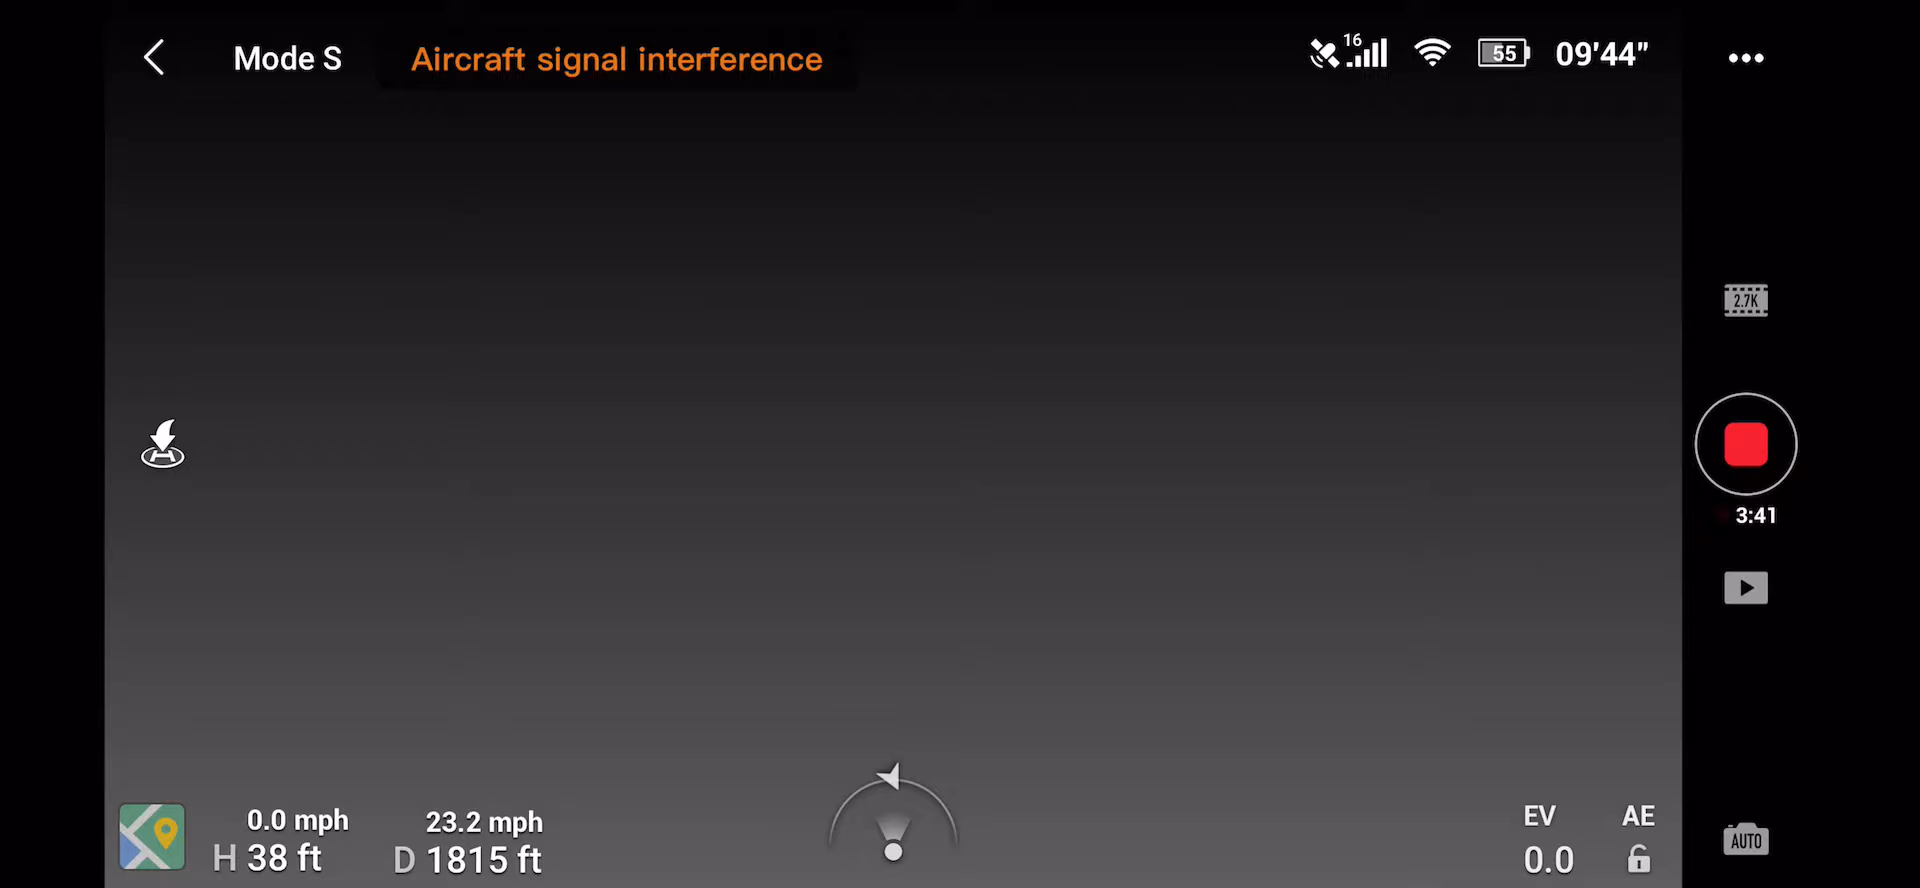 Mode S
Aircraft signal interference
16
55
09'44"
2.7K
3:41
0.0 mph
23.2 mph
H 38 ft
D 1815 ft
EV
AE
0.0
AUTO